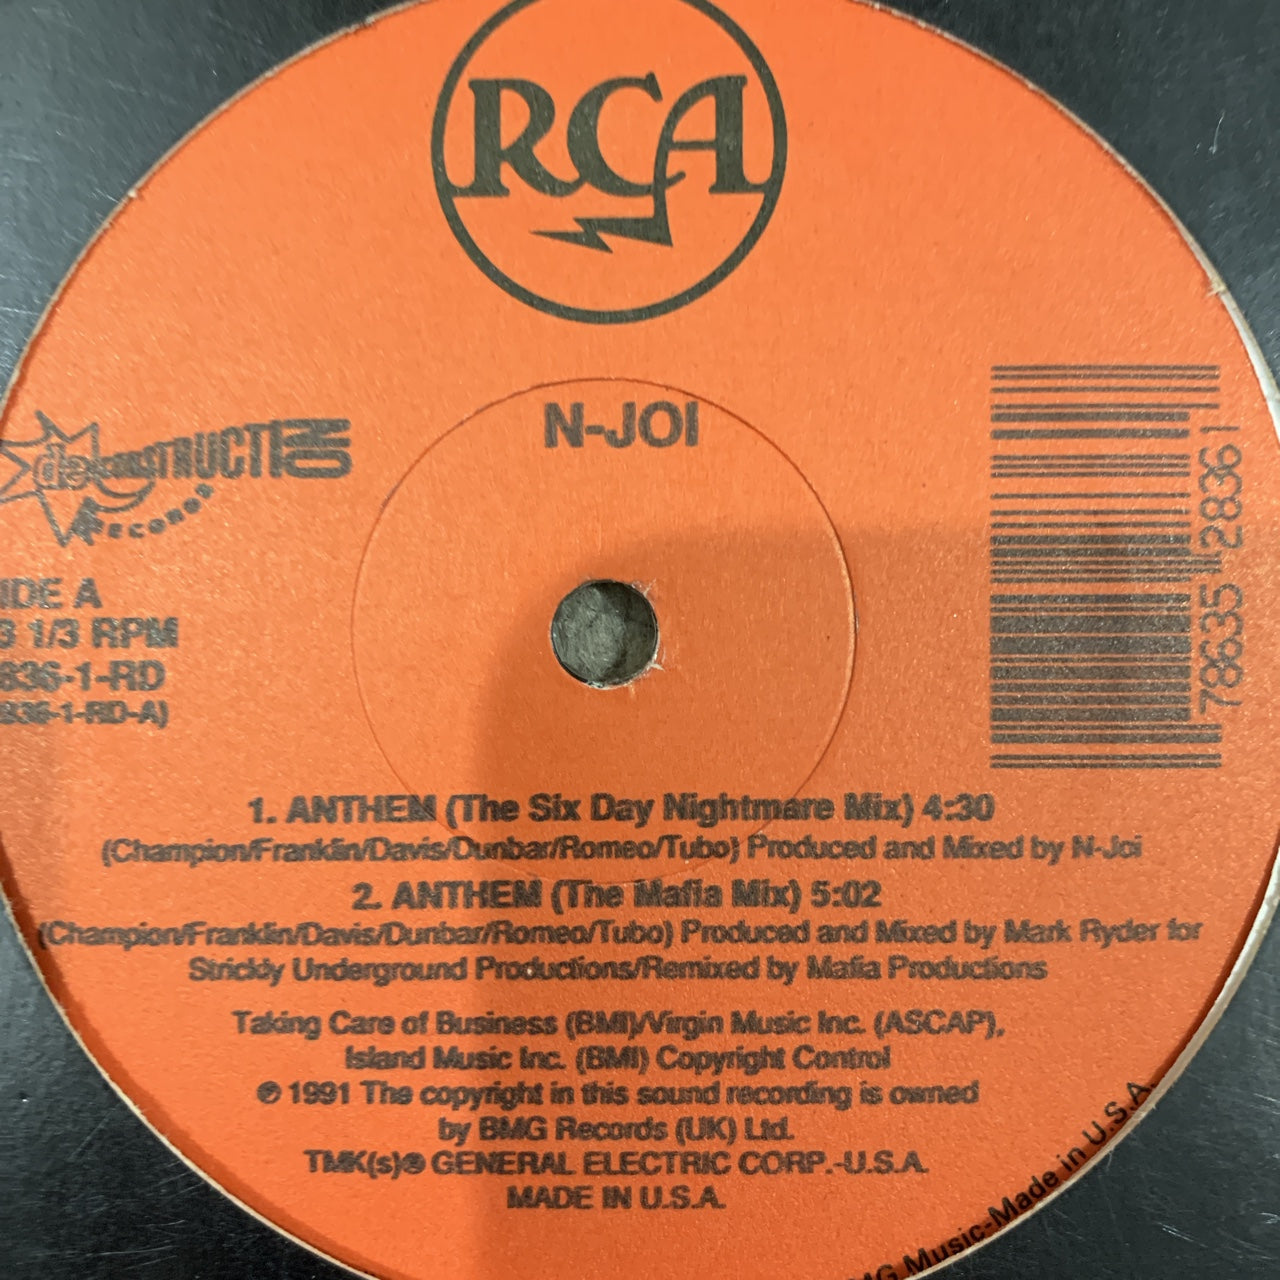 RCA
N-JOI
deCONSTRUCTION
RECORDS
IDE A
3 1/3 RPM
836-1-RD
836-1-RD-A)
78635 2836 1
1. ANTHEM (The Six Day Nightmare Mix) 4:30
(Champion/Franklin/Davis/Dunbar/Romeo/Tubo) Produced and Mixed by N-Joi
2. ANTHEM (The Mafia Mix) 5:02
(Champion/Franklin/Davis/Dunbar/Romeo/Tubo) Produced and Mixed by Mark Ryder for
Strickly Underground Productions/Remixed by Mafia Productions
Taking Care of Business (BMI)/Virgin Music Inc. (ASCAP),
Island Music Inc. (BMI) Copyright Control
℗ 1991 The copyright in this sound recording is owned
by BMG Records (UK) Ltd.
TMK(s)® GENERAL ELECTRIC CORP.-U.S.A.
MADE IN U.S.A.
MG Music-Made in U.S.A.